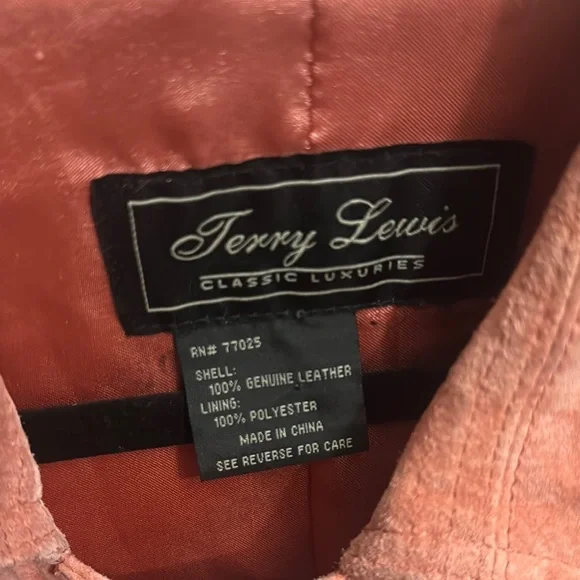 Terry Lewis
CLASSIC LUXURIES
RN# 77025
SHELL:
100% GENUINE LEATHER
LINING:
100% POLYESTER
MADE IN CHINA
SEE REVERSE FOR CARE